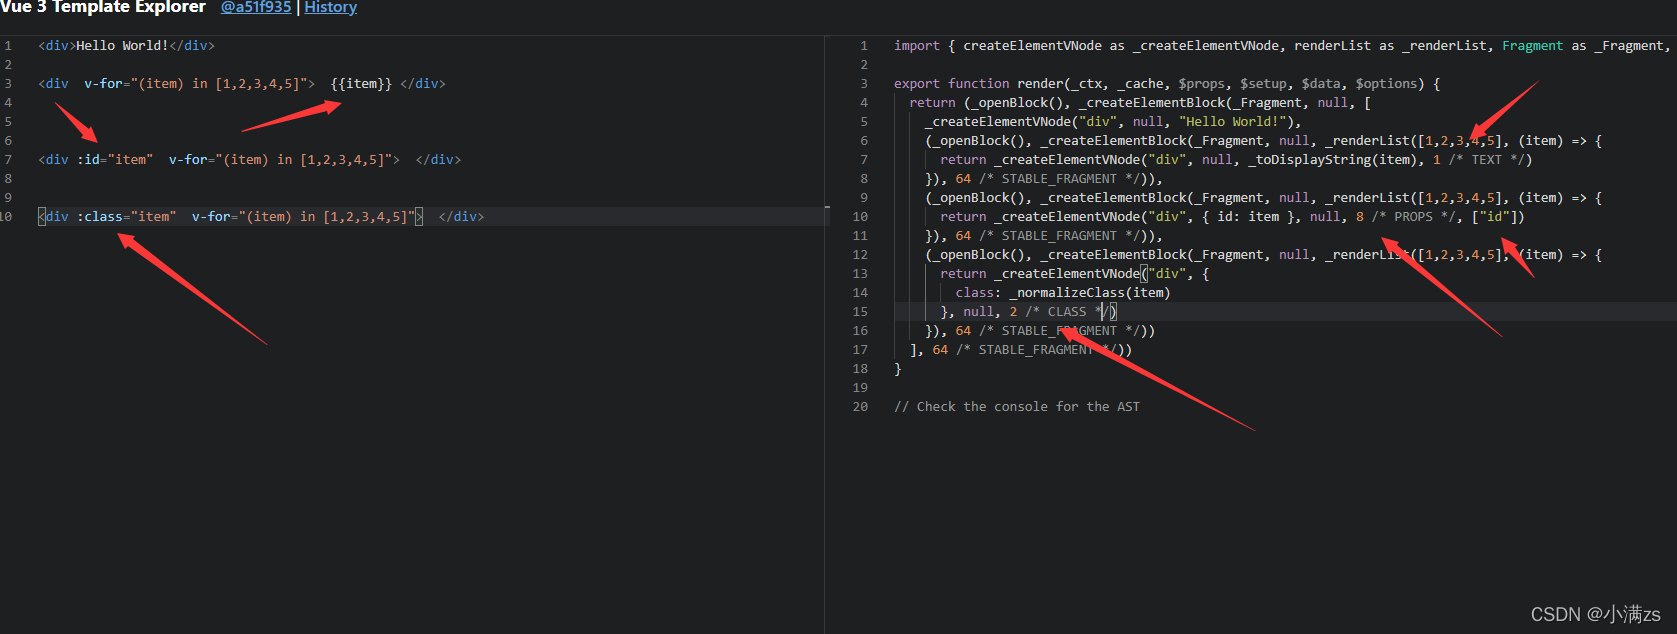 Vue 3 Template Explorer @a51f935 | History
1 <div>Hello World!</div>
2
3 <div  v-for="(item) in [1,2,3,4,5]">  {{item}} </div>
4
5
6
7 <div :id="item"  v-for="(item) in [1,2,3,4,5]">  </div>
8
9
10 <div :class="item"  v-for="(item) in [1,2,3,4,5]">  </div>
1 import { createElementVNode as _createElementVNode, renderList as _renderList, Fragment as _Fragment,
2
3 export function render(_ctx, _cache, $props, $setup, $data, $options) {
4   return (_openBlock(), _createElementBlock(_Fragment, null, [
5     _createElementVNode("div", null, "Hello World!"),
6     (_openBlock(), _createElementBlock(_Fragment, null, _renderList([1,2,3,4,5], (item) => {
7       return _createElementVNode("div", null, _toDisplayString(item), 1 /* TEXT */)
8     }), 64 /* STABLE_FRAGMENT */)),
9     (_openBlock(), _createElementBlock(_Fragment, null, _renderList([1,2,3,4,5], (item) => {
10       return _createElementVNode("div", { id: item }, null, 8 /* PROPS */, ["id"])
11     }), 64 /* STABLE_FRAGMENT */)),
12     (_openBlock(), _createElementBlock(_Fragment, null, _renderList([1,2,3,4,5], (item) => {
13       return _createElementVNode("div", {
14         class: _normalizeClass(item)
15       }, null, 2 /* CLASS */)
16     }), 64 /* STABLE_FRAGMENT */))
17   ], 64 /* STABLE_FRAGMENT */))
18 }
19
20 // Check the console for the AST
CSDN @小满zs